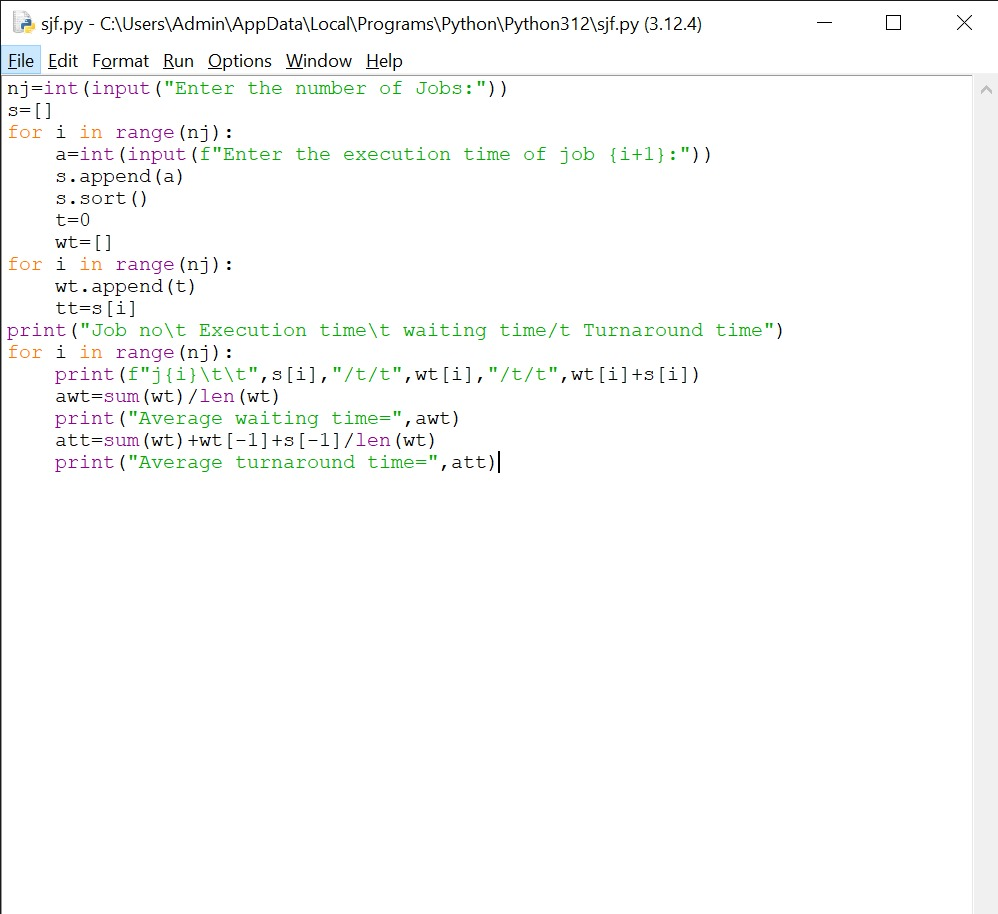 sjf.py - C:\Users\Admin\AppData\Local\Programs\Python\Python312\sjf.py (3.12.4)
File Edit Format Run Options Window Help
nj=int(input("Enter the number of Jobs:"))
s=[]
for i in range(nj):
    a=int(input(f"Enter the execution time of job {i+1}:"))
    s.append(a)
    s.sort()
    t=0
    wt=[]
for i in range(nj):
    wt.append(t)
    tt=s[i]
print("Job no\t Execution time\t waiting time/t Turnaround time")
for i in range(nj):
    print(f"j{i}\t\t",s[i],"/t/t",wt[i],"/t/t",wt[i]+s[i])
    awt=sum(wt)/len(wt)
    print("Average waiting time=",awt)
    att=sum(wt)+wt[-1]+s[-1]/len(wt)
    print("Average turnaround time=",att)